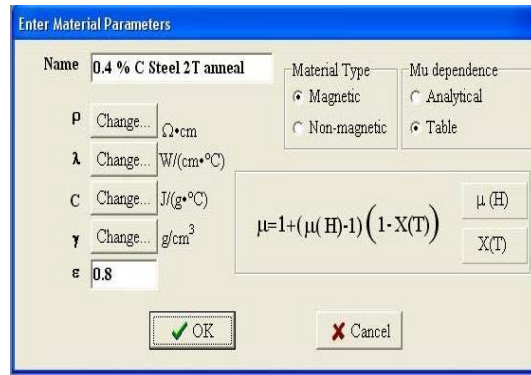 Enter Material Parameters
Name 0.4 % C Steel 2T anneal
Material Type
Magnetic
Non-magnetic
Mu dependence
Analytical
Table
ρ Change... Ω•cm
λ Change... W/(cm•°C)
C Change... J/(g•°C)
γ Change... g/cm³
ε 0.8
μ=1+(μ(H)-1)(1-X(T))
μ (H)
X(T)
OK
Cancel